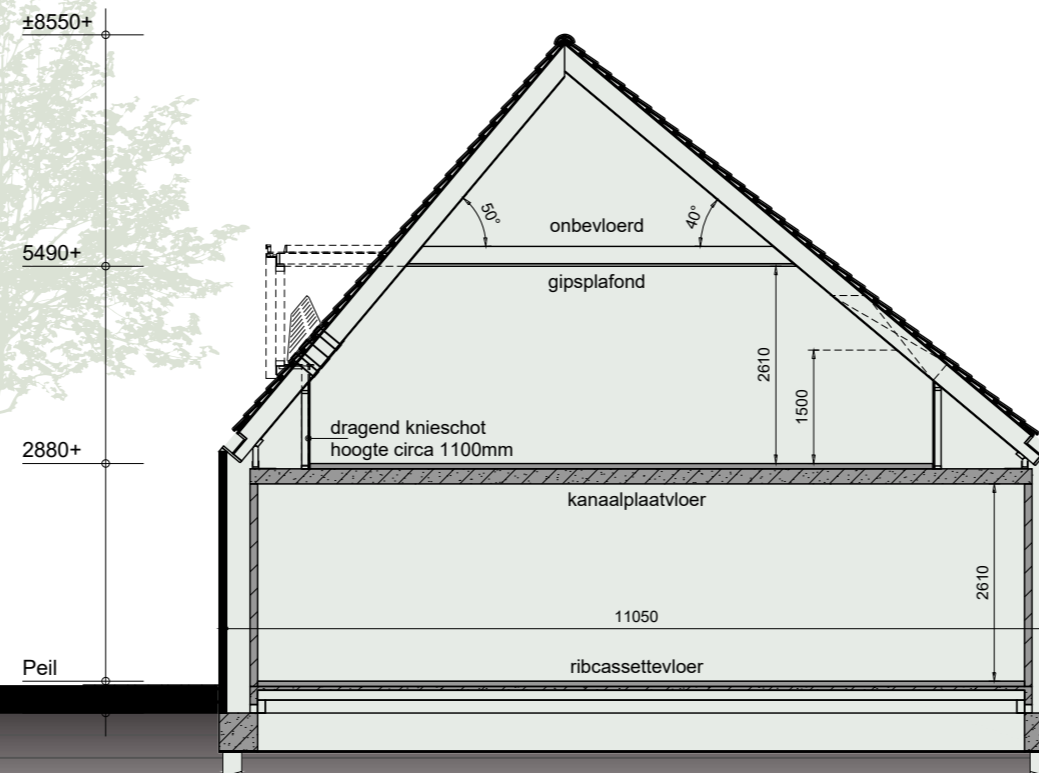 ±8550+
50°
onbevloerd
40°
5490+
gipsplafond
2610
1500
dragend knieschot
hoogte circa 1100mm
2880+
kanaalplaatvloer
2610
11050
Peil
ribcassettevloer